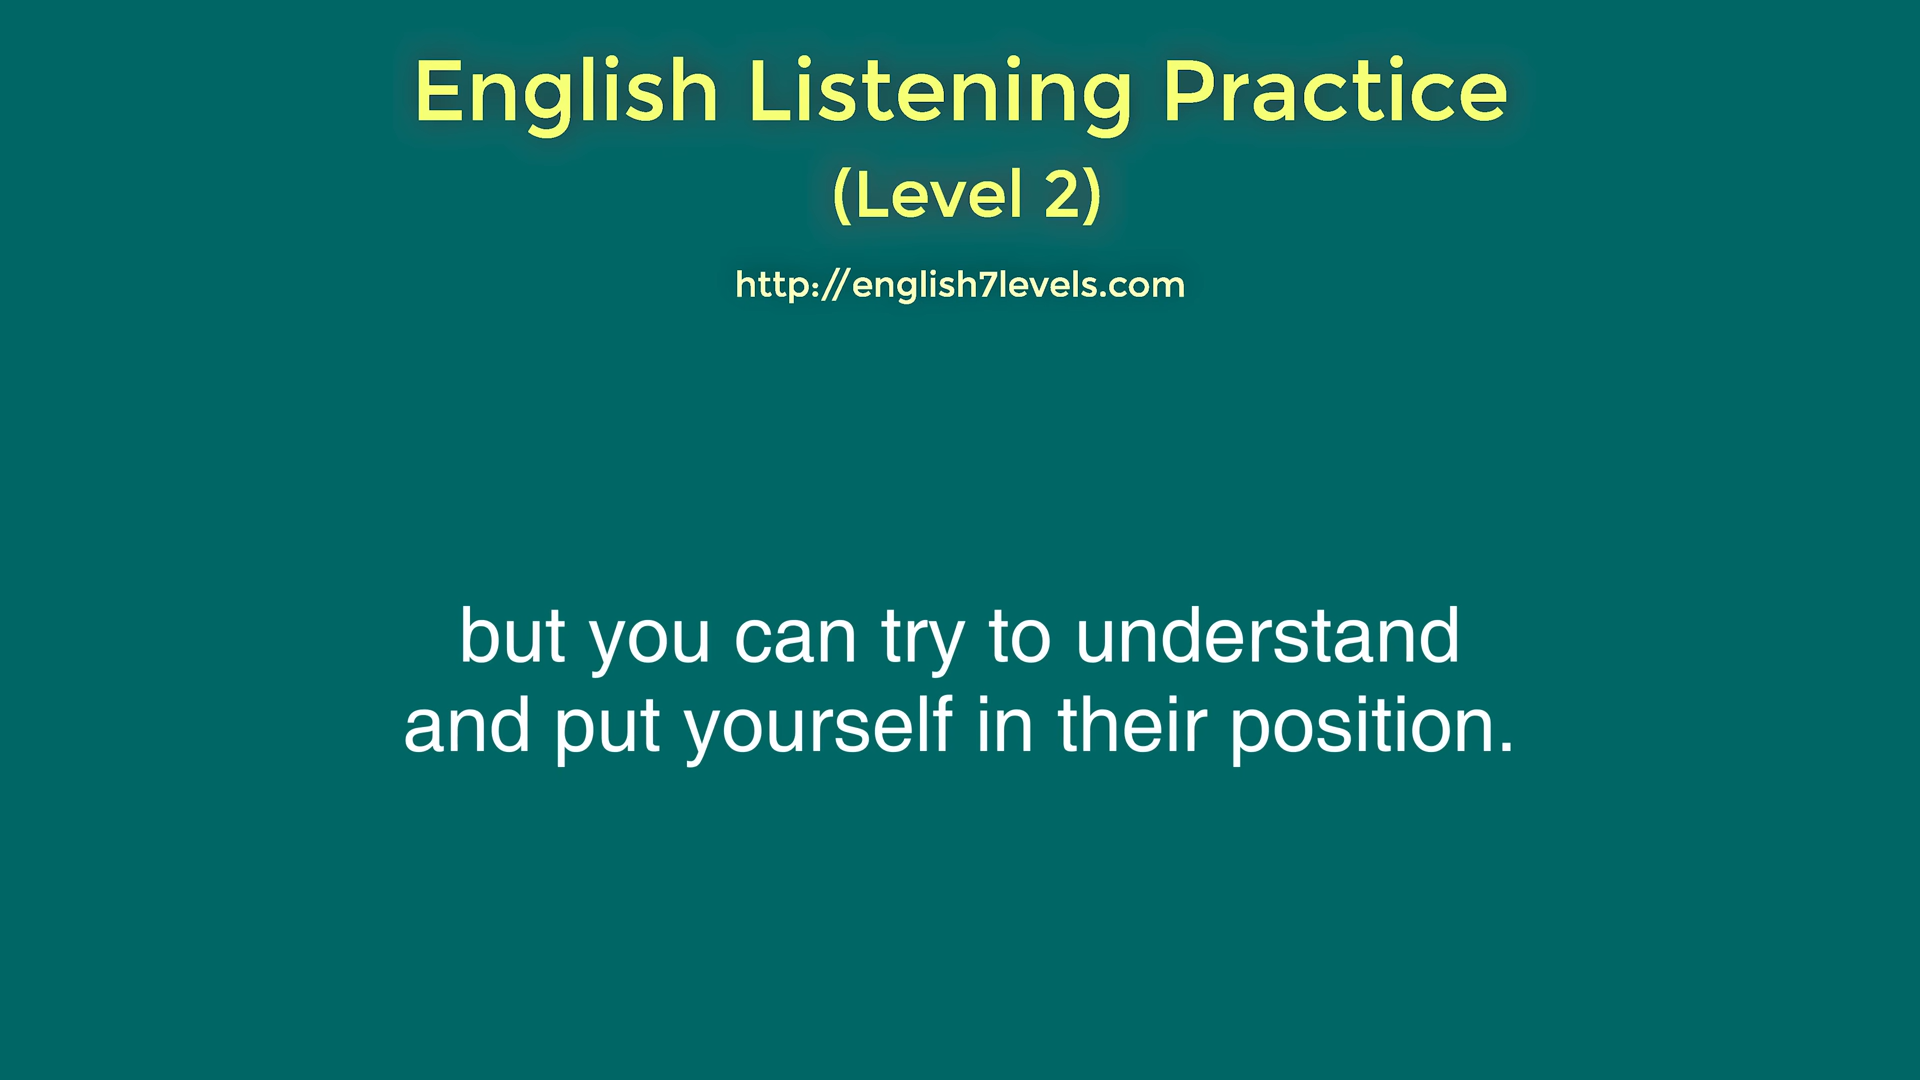 English Listening Practice
(Level 2)
http://english7levels.com
but you can try to understand
and put yourself in their position.